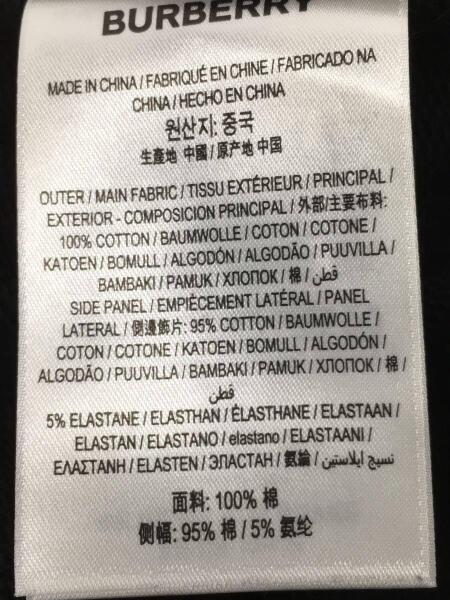 BURBERRY
MADE IN CHINA / FABRIQUÉ EN CHINE / FABRICADO NA
CHINA / HECHO EN CHINA
원산지: 중국
生產地 中國 / 原产地 中国
OUTER / MAIN FABRIC / TISSU EXTÉRIEUR / PRINCIPAL /
EXTERIOR - COMPOSICION PRINCIPAL / 外部/主要布料:
100% COTTON / BAUMWOLLE / COTON / COTONE /
KATOEN / BOMULL / ALGODÓN / ALGODÃO / PUUVILLA /
BAMBAKI / PAMUK / ХЛОПОК / 棉 / قطن /
SIDE PANEL / EMPIÈCEMENT LATÉRAL / PANEL
LATERAL / 側邊飾片: 95% COTTON / BAUMWOLLE /
COTON / COTONE / KATOEN / BOMULL / ALGODÓN /
ALGODÃO / PUUVILLA / BAMBAKI / PAMUK / ХЛОПОК / 棉 /
قطن
5% ELASTANE / ELASTHAN / ÉLASTHANE / ELASTAAN /
ELASTAN / ELASTANO / elastano / ELASTAANI /
ΕΛΑΣΤΑΝΗ / ELASTEN / ЭЛАСТАН / 氨綸 / نسيج ايلاستين
面料: 100% 棉
侧幅: 95% 棉 / 5% 氨纶